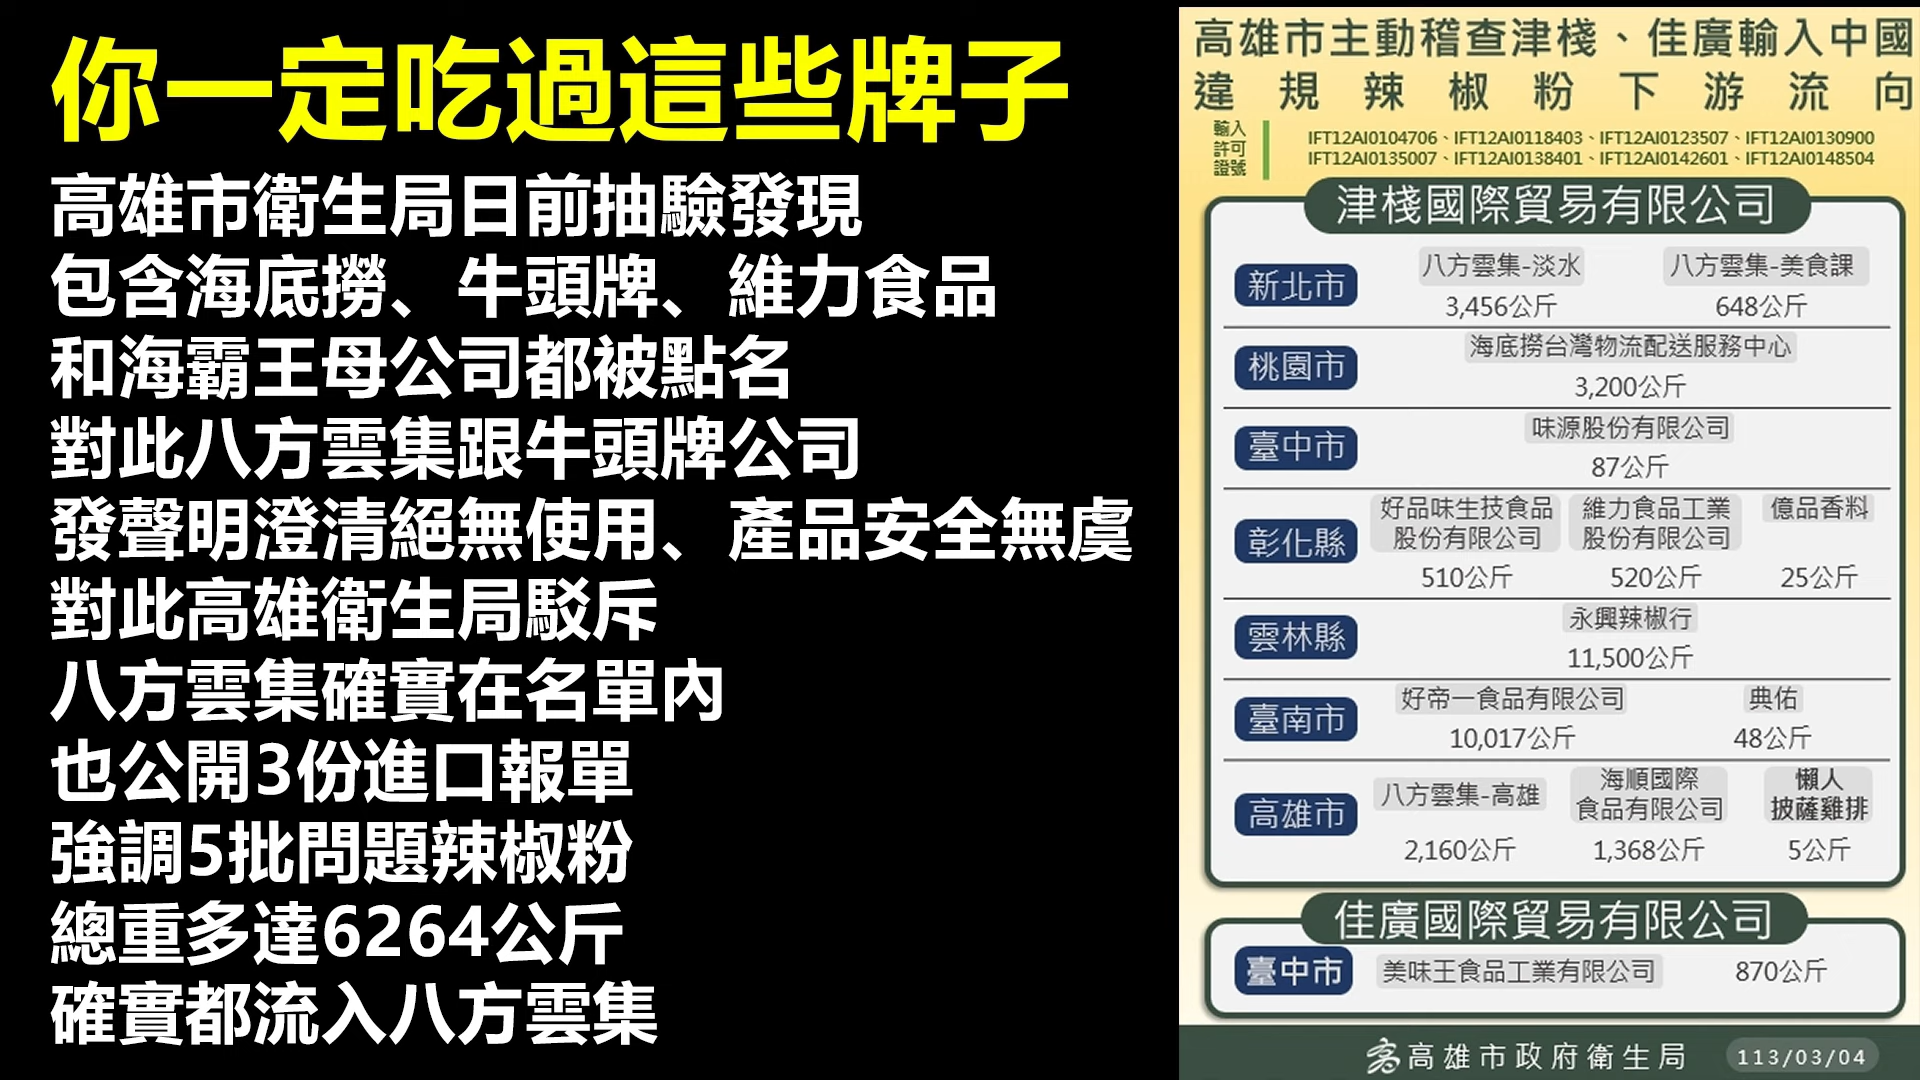 你一定吃過這些牌子
高雄市衛生局日前抽驗發現
包含海底撈、牛頭牌、維力食品
和海霸王母公司都被點名
對此八方雲集跟牛頭牌公司
發聲明澄清絕無使用、產品安全無虞
對此高雄衛生局駁斥
八方雲集確實在名單內
也公開3份進口報單
強調5批問題辣椒粉
總重多達6264公斤
確實都流入八方雲集
高雄市主動稽查津棧、佳廣輸入中國
違規辣椒粉下游流向
輸入
許可
證號
IFT12AI0104706、IFT12AI0118403、IFT12AI0123507、IFT12AI0130900
IFT12AI0135007、IFT12AI0138401、IFT12AI0142601、IFT12AI0148504
津棧國際貿易有限公司
新北市
八方雲集-淡水
3,456公斤
八方雲集-美食課
648公斤
桃園市
海底撈台灣物流配送服務中心
3,200公斤
臺中市
味源股份有限公司
87公斤
彰化縣
好品味生技食品
股份有限公司
510公斤
維力食品工業
股份有限公司
520公斤
億品香料
25公斤
雲林縣
永興辣椒行
11,500公斤
臺南市
好帝一食品有限公司
10,017公斤
典佑
48公斤
高雄市
八方雲集-高雄
2,160公斤
海順國際
食品有限公司
1,368公斤
懶人
披薩雞排
5公斤
佳廣國際貿易有限公司
臺中市
美味王食品工業有限公司
870公斤
高雄市政府衛生局
113/03/04